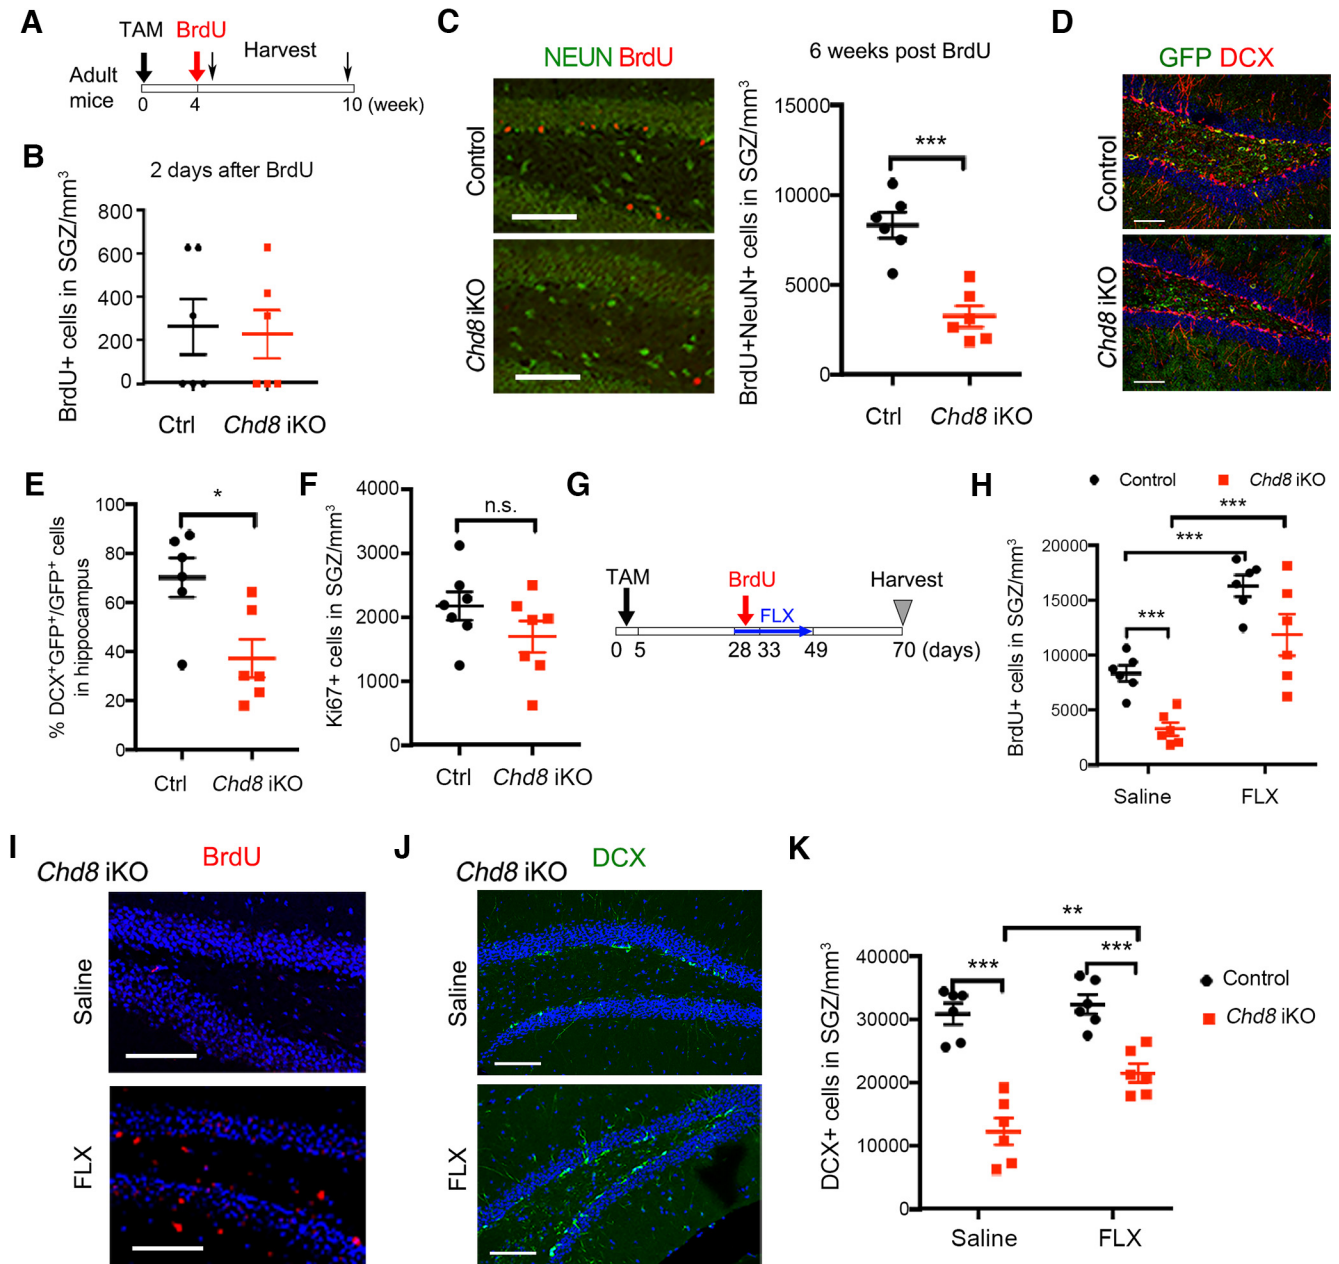 A
TAM BrdU
Harvest
Adult
mice
0 4 10 (week)
B
2 days after BrdU
BrdU+ cells in SGZ/mm³
800
600
400
200
0
Ctrl Chd8 iKO
C
NEUN BrdU
Control
Chd8 iKO
6 weeks post BrdU
BrdU+NeuN+ cells in SGZ/mm³
15000
10000
5000
0
***
Ctrl Chd8 iKO
D
GFP DCX
Control
Chd8 iKO
E
% DCX⁺GFP⁺/GFP⁺ cells
in hippocampus
100
80
60
40
20
0
*
Ctrl Chd8 iKO
F
Ki67+ cells in SGZ/mm³
4000
3000
2000
1000
0
n.s.
Ctrl Chd8 iKO
G
TAM BrdU Harvest
FLX
0 5 28 33 49 70 (days)
H
Control Chd8 iKO
BrdU+ cells in SGZ/mm³
20000
15000
10000
5000
0
***
***
***
Saline FLX
I
Chd8 iKO BrdU
Saline
FLX
J
Chd8 iKO DCX
Saline
FLX
K
DCX+ cells in SGZ/mm³
40000
30000
20000
10000
0
**
*** ***
Control
Chd8 iKO
Saline FLX